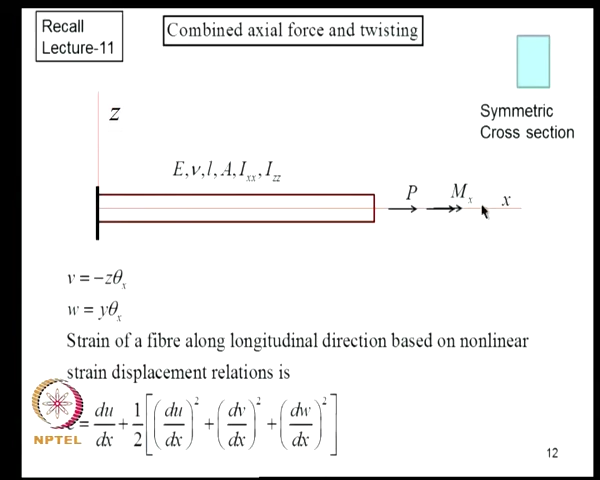 Recall
Lecture-11
Combined axial force and twisting
Symmetric
Cross section
z
E,ν,l,A,I_xx,I_zz
P
M_x
x
v = -zθ_x
w = yθ_x
Strain of a fibre along longitudinal direction based on nonlinear
strain displacement relations is
= du/dx + 1/2[(du/dx)^2 + (dv/dx)^2 + (dw/dx)^2]
NPTEL
12